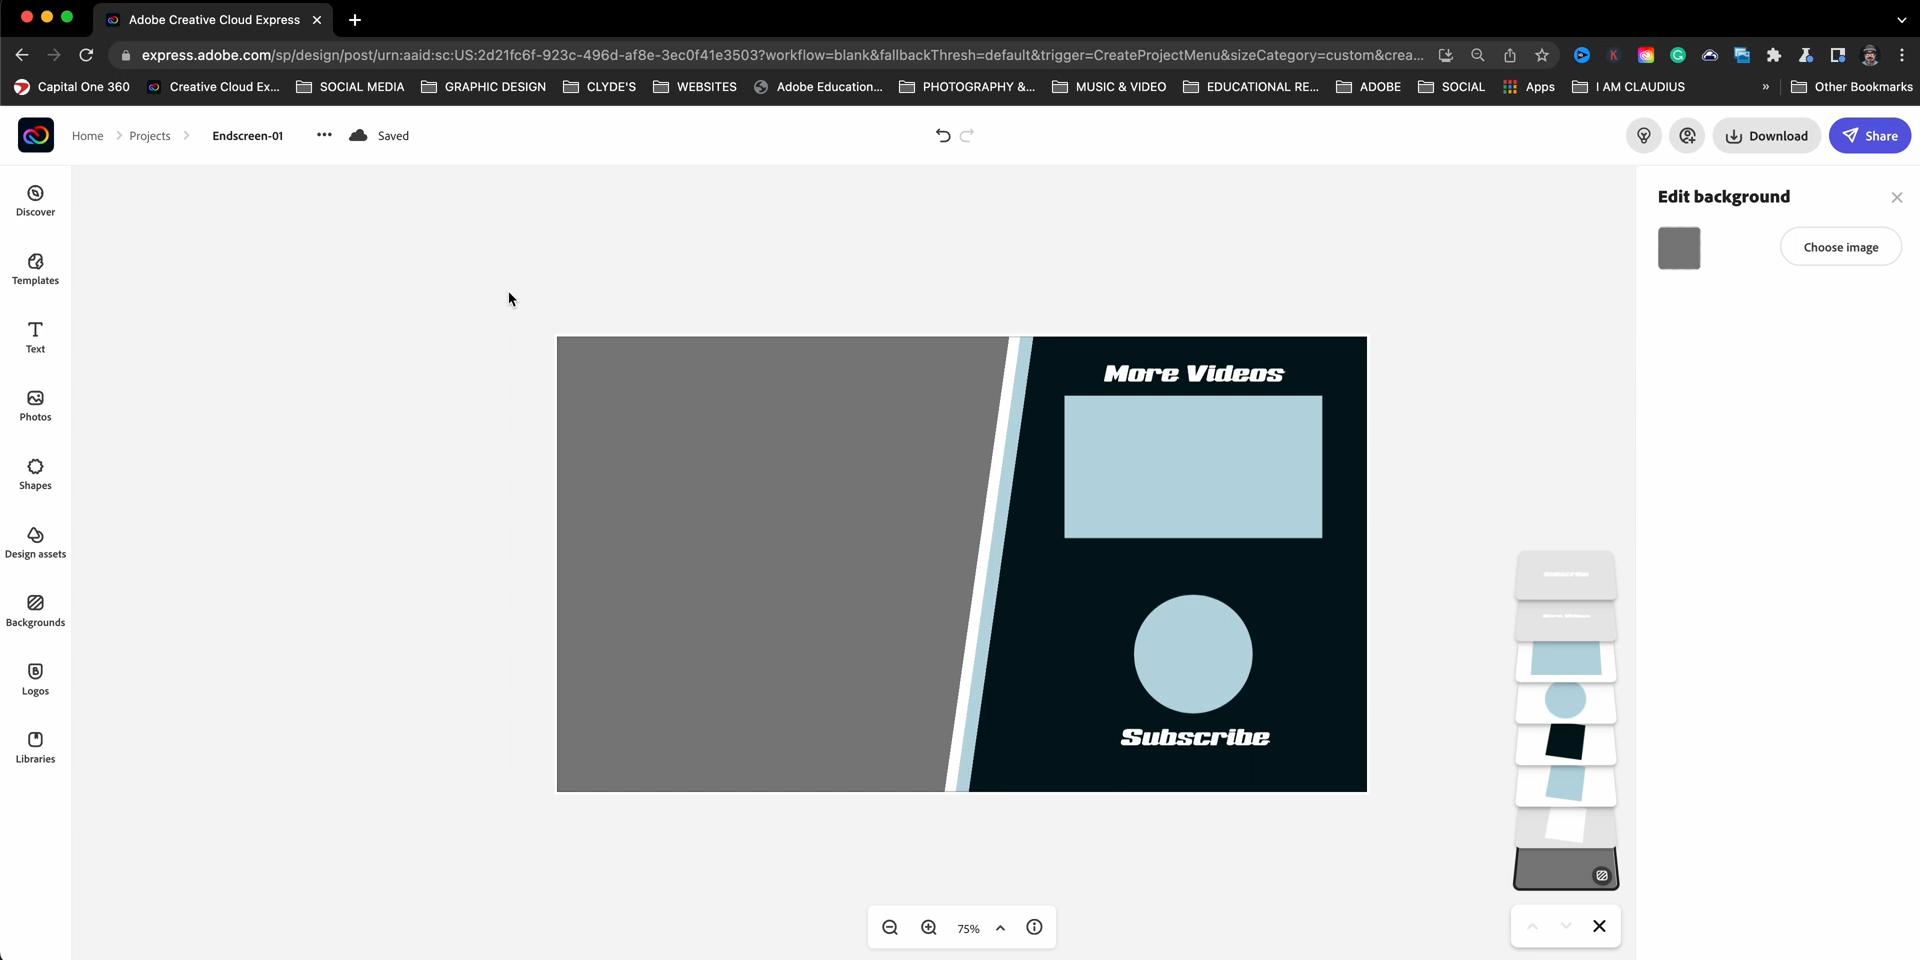 Adobe Creative Cloud Express
express.adobe.com/sp/design/post/urn:aaid:sc:US:2d21fc6f-923c-496d-af8e-3ec0f41e3503?workflow=blank&fallbackThresh=default&trigger=CreateProjectMenu&sizeCategory=custom&crea...
Capital One 360 Creative Cloud Ex... SOCIAL MEDIA GRAPHIC DESIGN CLYDE'S WEBSITES Adobe Education... PHOTOGRAPHY &... MUSIC & VIDEO EDUCATIONAL RE... ADOBE SOCIAL Apps I AM CLAUDIUS » Other Bookmarks
Home Projects Endscreen-01 ... Saved Download Share
Discover
Templates
Text
Photos
Shapes
Design assets
Backgrounds
Logos
Libraries
More Videos
Subscribe
Edit background
Choose image
Subscribe
More Videos
75%